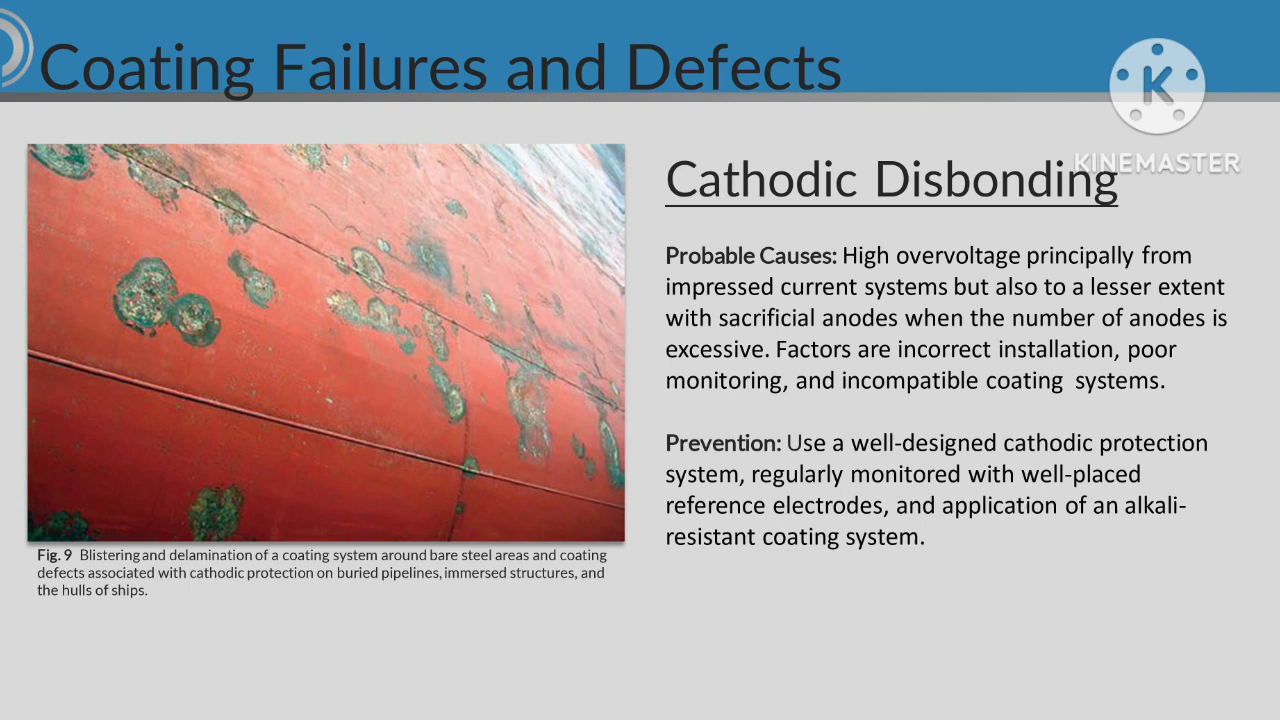 Coating Failures and Defects
K
KINEMASTER
Cathodic Disbonding
Probable Causes: High overvoltage principally from
impressed current systems but also to a lesser extent
with sacrificial anodes when the number of anodes is
excessive. Factors are incorrect installation, poor
monitoring, and incompatible coating systems.
Prevention: Use a well-designed cathodic protection
system, regularly monitored with well-placed
reference electrodes, and application of an alkali-
resistant coating system.
Fig. 9 Blistering and delamination of a coating system around bare steel areas and coating
defects associated with cathodic protection on buried pipelines, immersed structures, and
the hulls of ships.